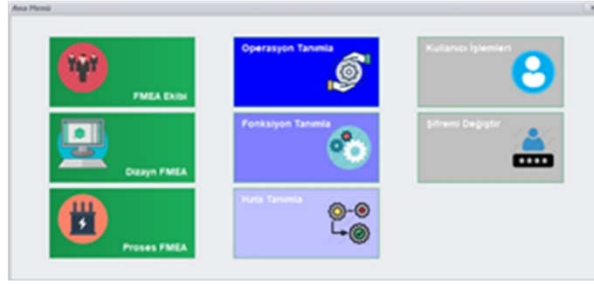 Ana Menü
FMEA Ekibi
Dizayn FMEA
Proses FMEA
Operasyon Tanımla
Fonksiyon Tanımla
Hata Tanımla
Kullanıcı İşlemleri
Şifremi Değiştir